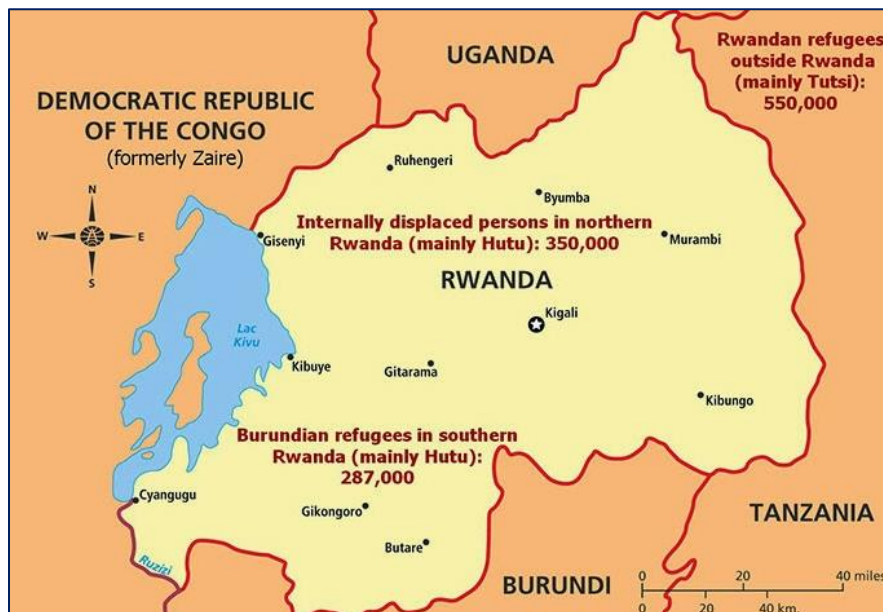 UGANDA
Rwandan refugees
outside Rwanda
(mainly Tutsi):
550,000
DEMOCRATIC REPUBLIC
OF THE CONGO
(formerly Zaire)
N
W
E
S
Ruhengeri
Byumba
Internally displaced persons in northern
Rwanda (mainly Hutu): 350,000
Gisenyi
Murambi
RWANDA
Kigali
Lac
Kivu
Kibuye
Gitarama
Kibungo
Burundian refugees in southern
Rwanda (mainly Hutu):
287,000
Cyangugu
Gikongoro
Butare
Ruzizi
TANZANIA
BURUNDI
0 20 40 miles
0 20 40 km